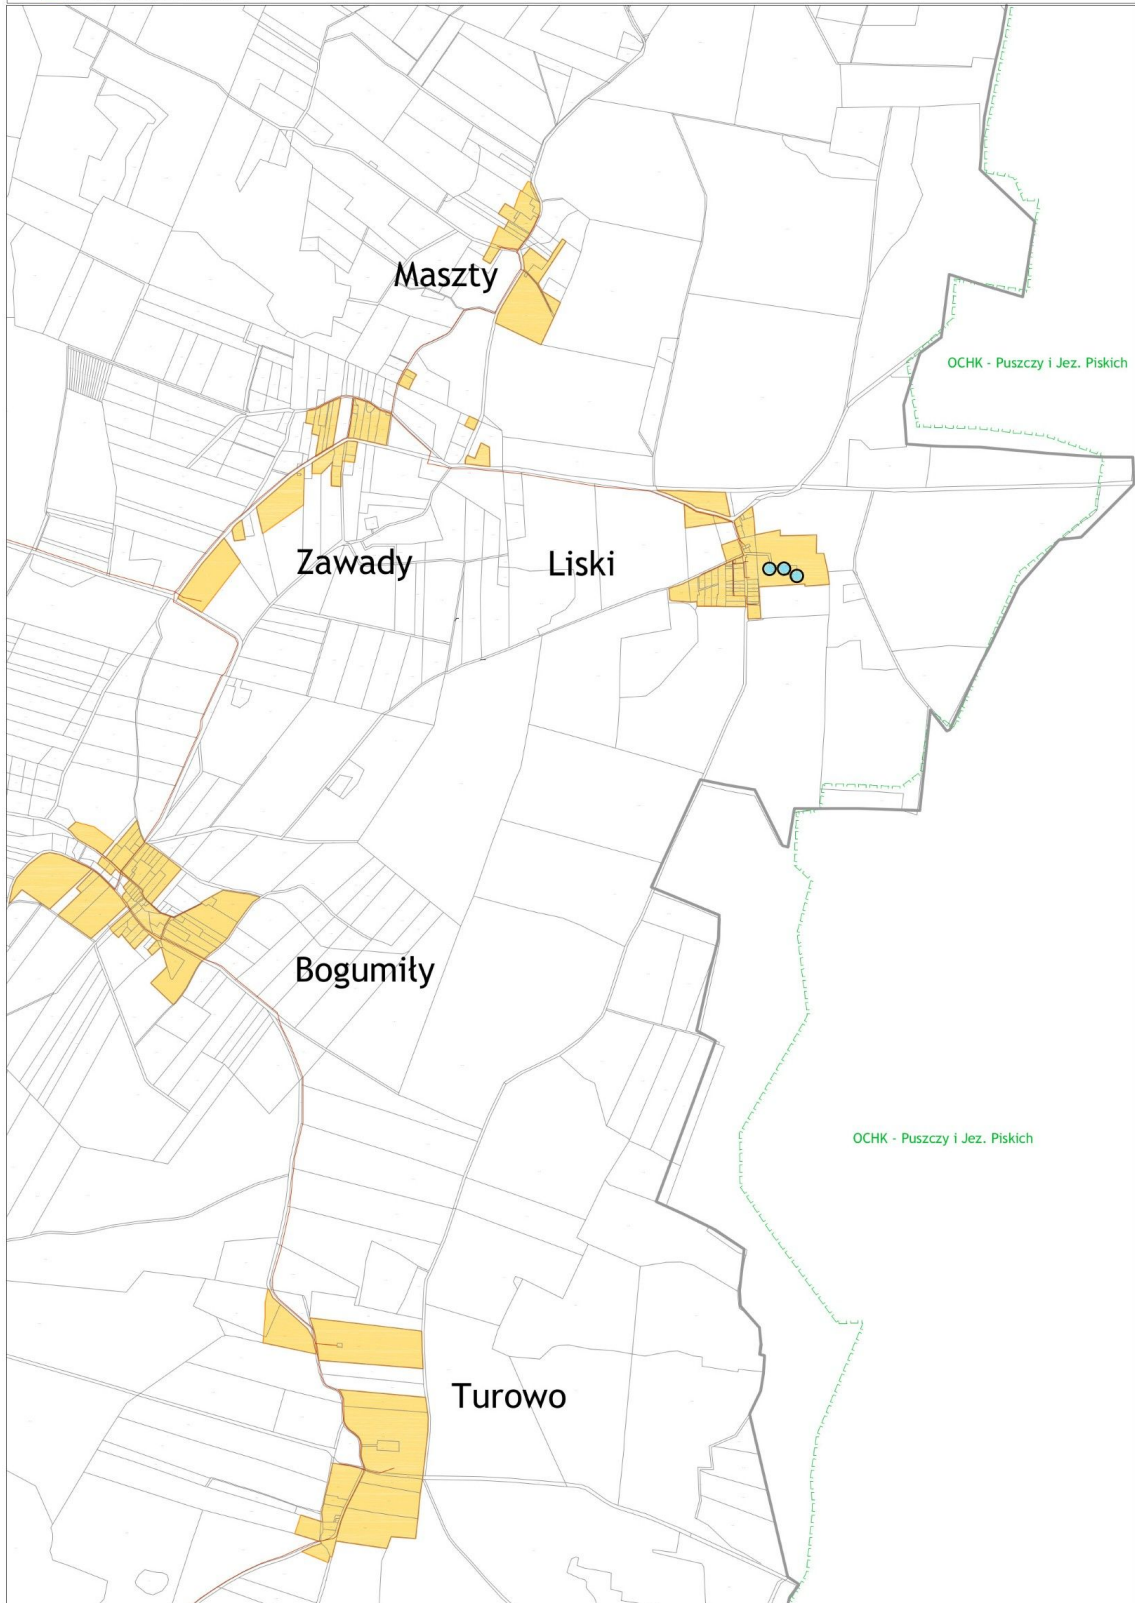 Maszty
OCHK - Puszczy i Jez. Piskich
Zawady
Liski
Bogumiły
OCHK - Puszczy i Jez. Piskich
Turowo